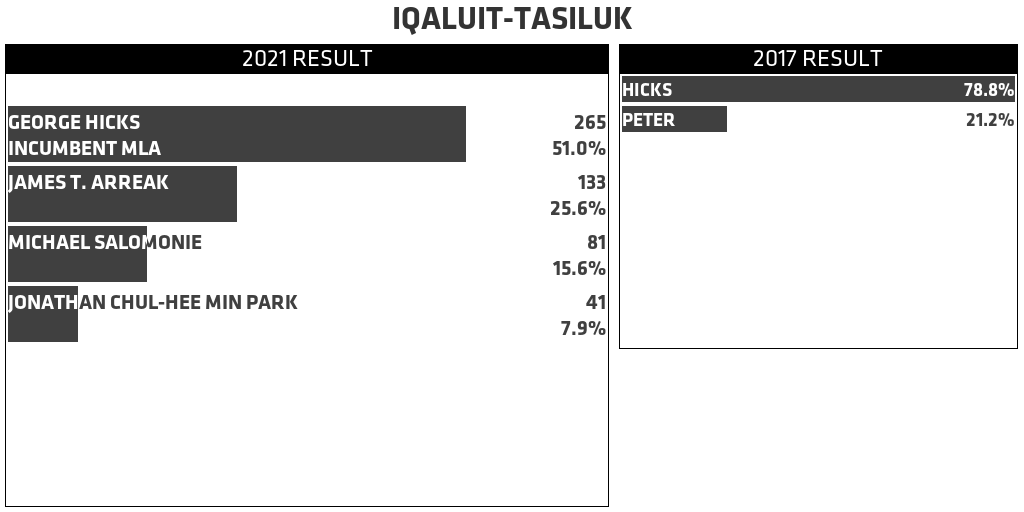 IQALUIT-TASILUK
2021 RESULT
GEORGE HICKS 265
INCUMBENT MLA 51.0%
JAMES T. ARREAK 133
25.6%
MICHAEL SALOMONIE 81
15.6%
JONATHAN CHUL-HEE MIN PARK 41
7.9%
2017 RESULT
HICKS 78.8%
PETER 21.2%